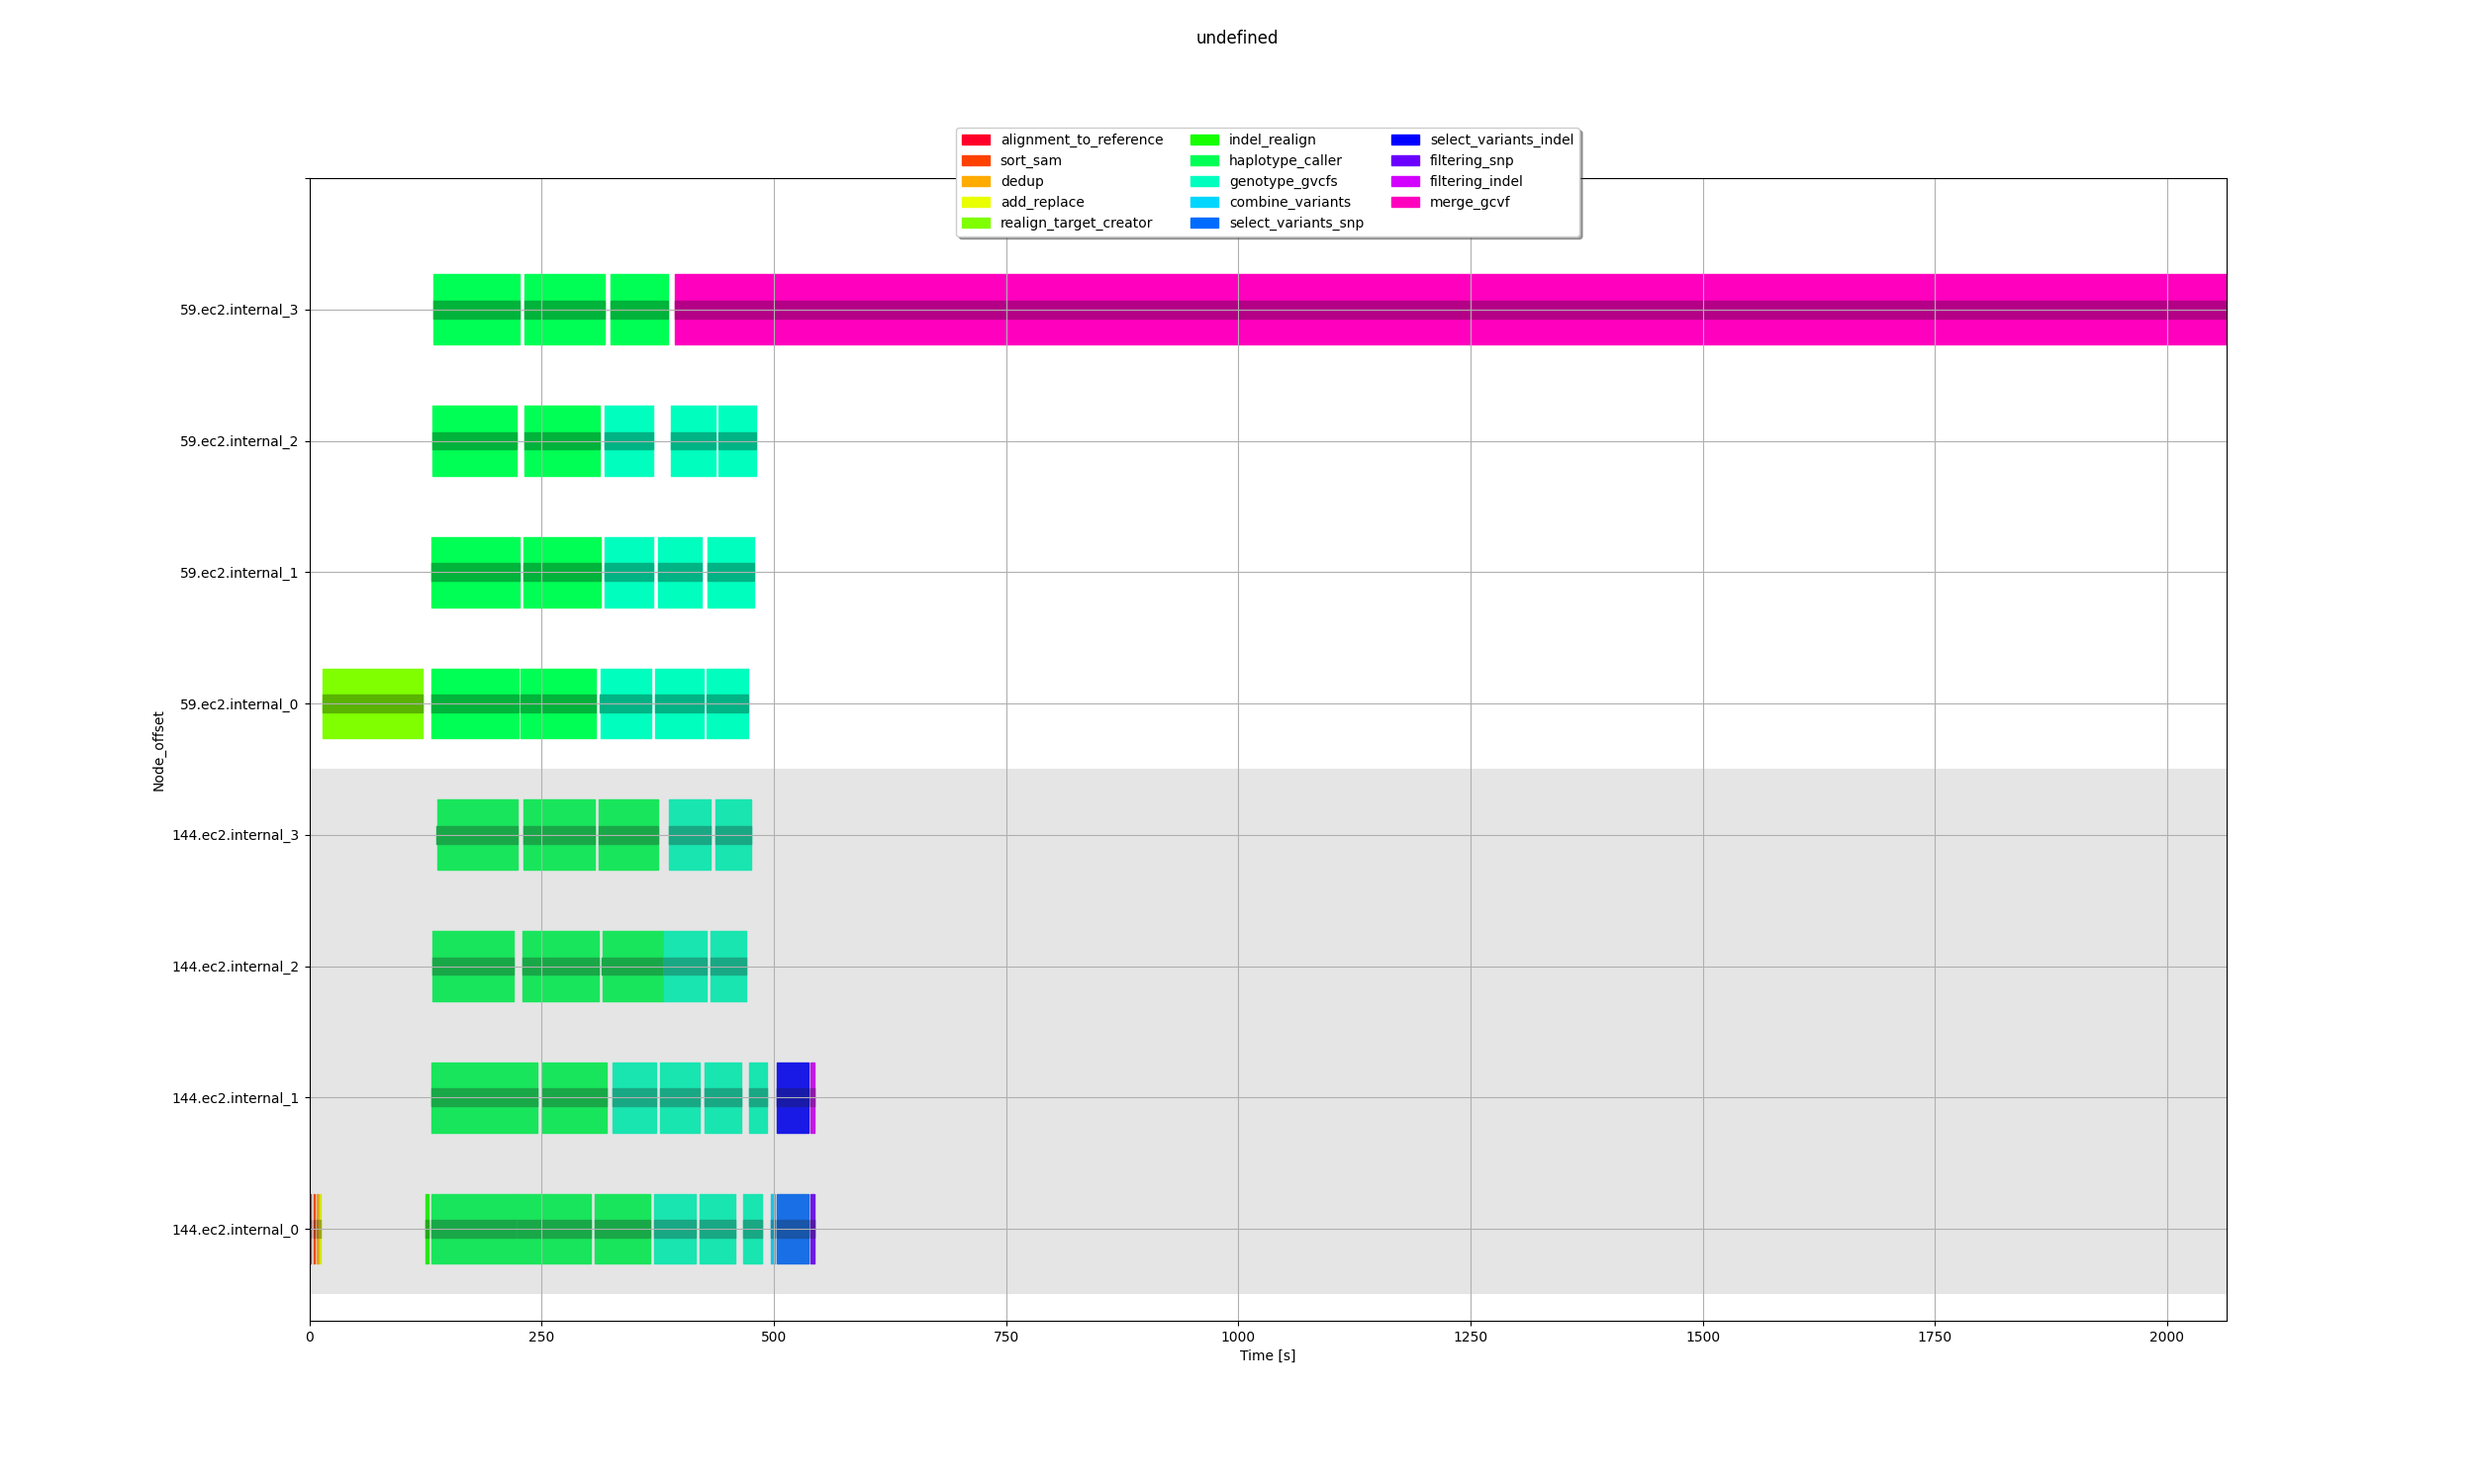 undefined
alignment_to_reference
sort_sam
dedup
add_replace
realign_target_creator
indel_realign
haplotype_caller
genotype_gvcfs
combine_variants
select_variants_snp
select_variants_indel
filtering_snp
filtering_indel
merge_gcvf
Node_offset
59.ec2.internal_3
59.ec2.internal_2
59.ec2.internal_1
59.ec2.internal_0
144.ec2.internal_3
144.ec2.internal_2
144.ec2.internal_1
144.ec2.internal_0
0 250 500 750 1000 1250 1500 1750 2000
Time [s]